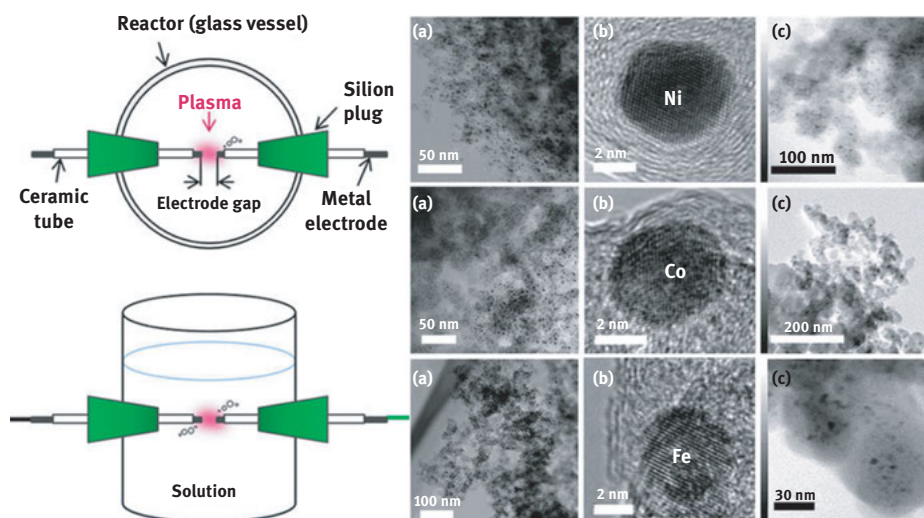 Reactor (glass vessel)
Plasma
Silion plug
Ceramic
tube
Electrode gap
Metal
electrode
Solution
(a)
50 nm
(b)
Ni
2 nm
(c)
100 nm
(a)
50 nm
(b)
Co
2 nm
(c)
200 nm
(a)
100 nm
(b)
Fe
2 nm
(c)
30 nm